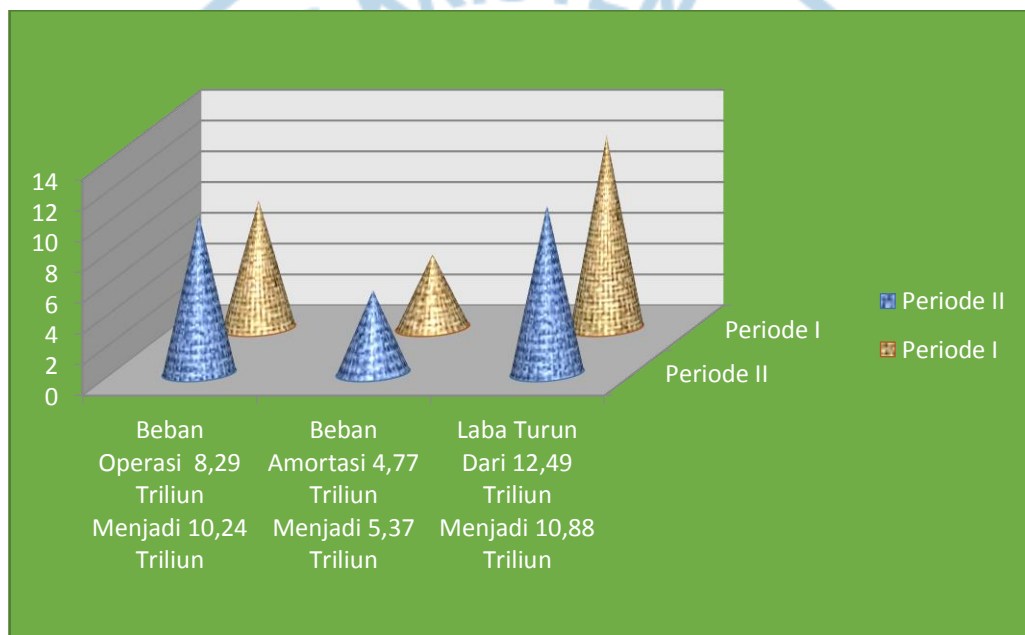 14
12
10
8
6
4
2
0
Periode I
Periode II
Beban
Operasi 8,29
Triliun
Menjadi 10,24
Triliun
Beban
Amortasi 4,77
Triliun
Menjadi 5,37
Triliun
Laba Turun
Dari 12,49
Triliun
Menjadi 10,88
Triliun
Periode II
Periode I